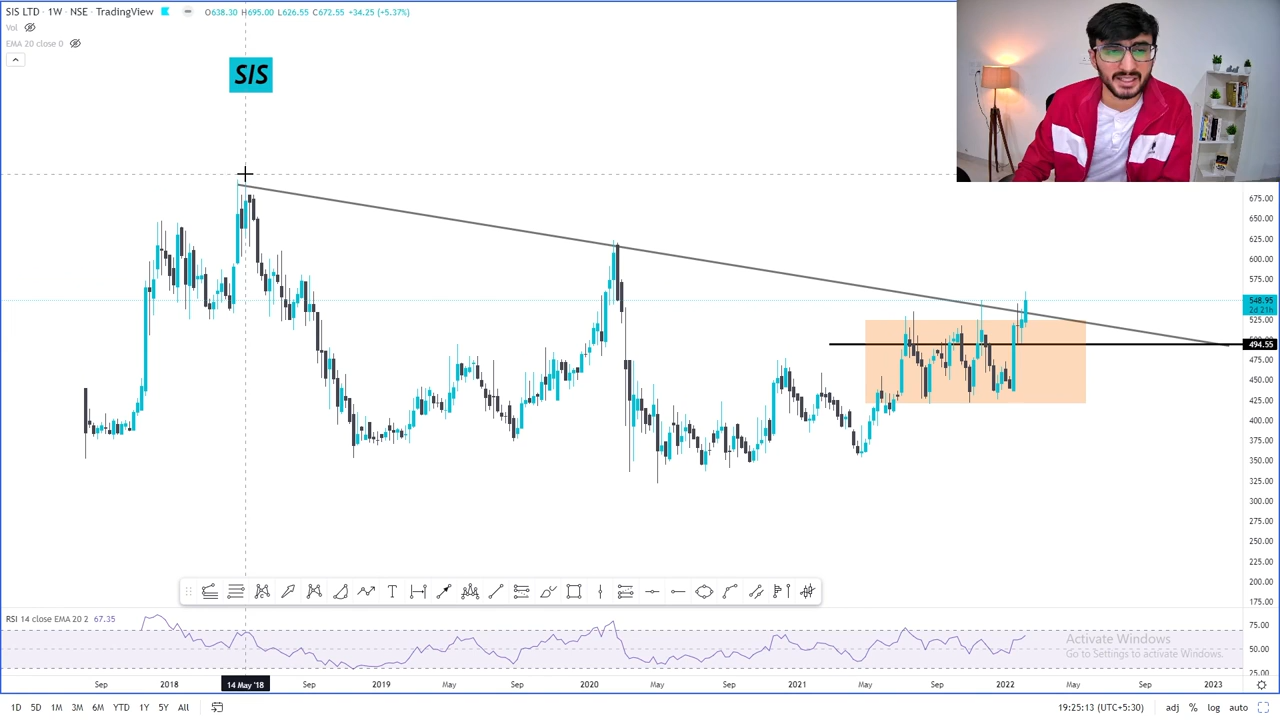 SIS LTD · 1W · NSE - TradingView O638.30 H695.00 L626.55 C672.55 +34.25 (+5.37%)
Vol
EMA 20 close 0
SIS
675.00
650.00
625.00
600.00
575.00
548.95
2d 21h
525.00
500.00
494.55
475.00
450.00
425.00
400.00
375.00
350.00
325.00
300.00
275.00
250.00
225.00
200.00
175.00
RSI 14 close EMA 20 2 67.35
75.00
50.00
25.00
Activate Windows
Go to Settings to activate Windows.
Sep 2018 14 May '18 Sep 2019 May Sep 2020 May Sep 2021 May Sep 2022 May Sep 2023
1D 5D 1M 3M 6M YTD 1Y 5Y All 19:25:13 (UTC+5:30) adj % log auto